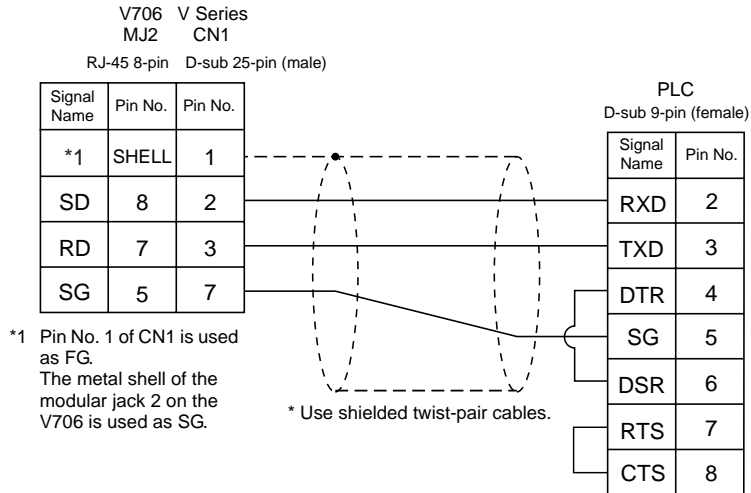 V706 V Series
MJ2 CN1
RJ-45 8-pin D-sub 25-pin (male)
Signal Name Pin No. Pin No.
*1 SHELL 1
SD 8 2
RD 7 3
SG 5 7
*1 Pin No. 1 of CN1 is used
as FG.
The metal shell of the
modular jack 2 on the
V706 is used as SG.
* Use shielded twist-pair cables.
PLC
D-sub 9-pin (female)
Signal Name Pin No.
RXD 2
TXD 3
DTR 4
SG 5
DSR 6
RTS 7
CTS 8